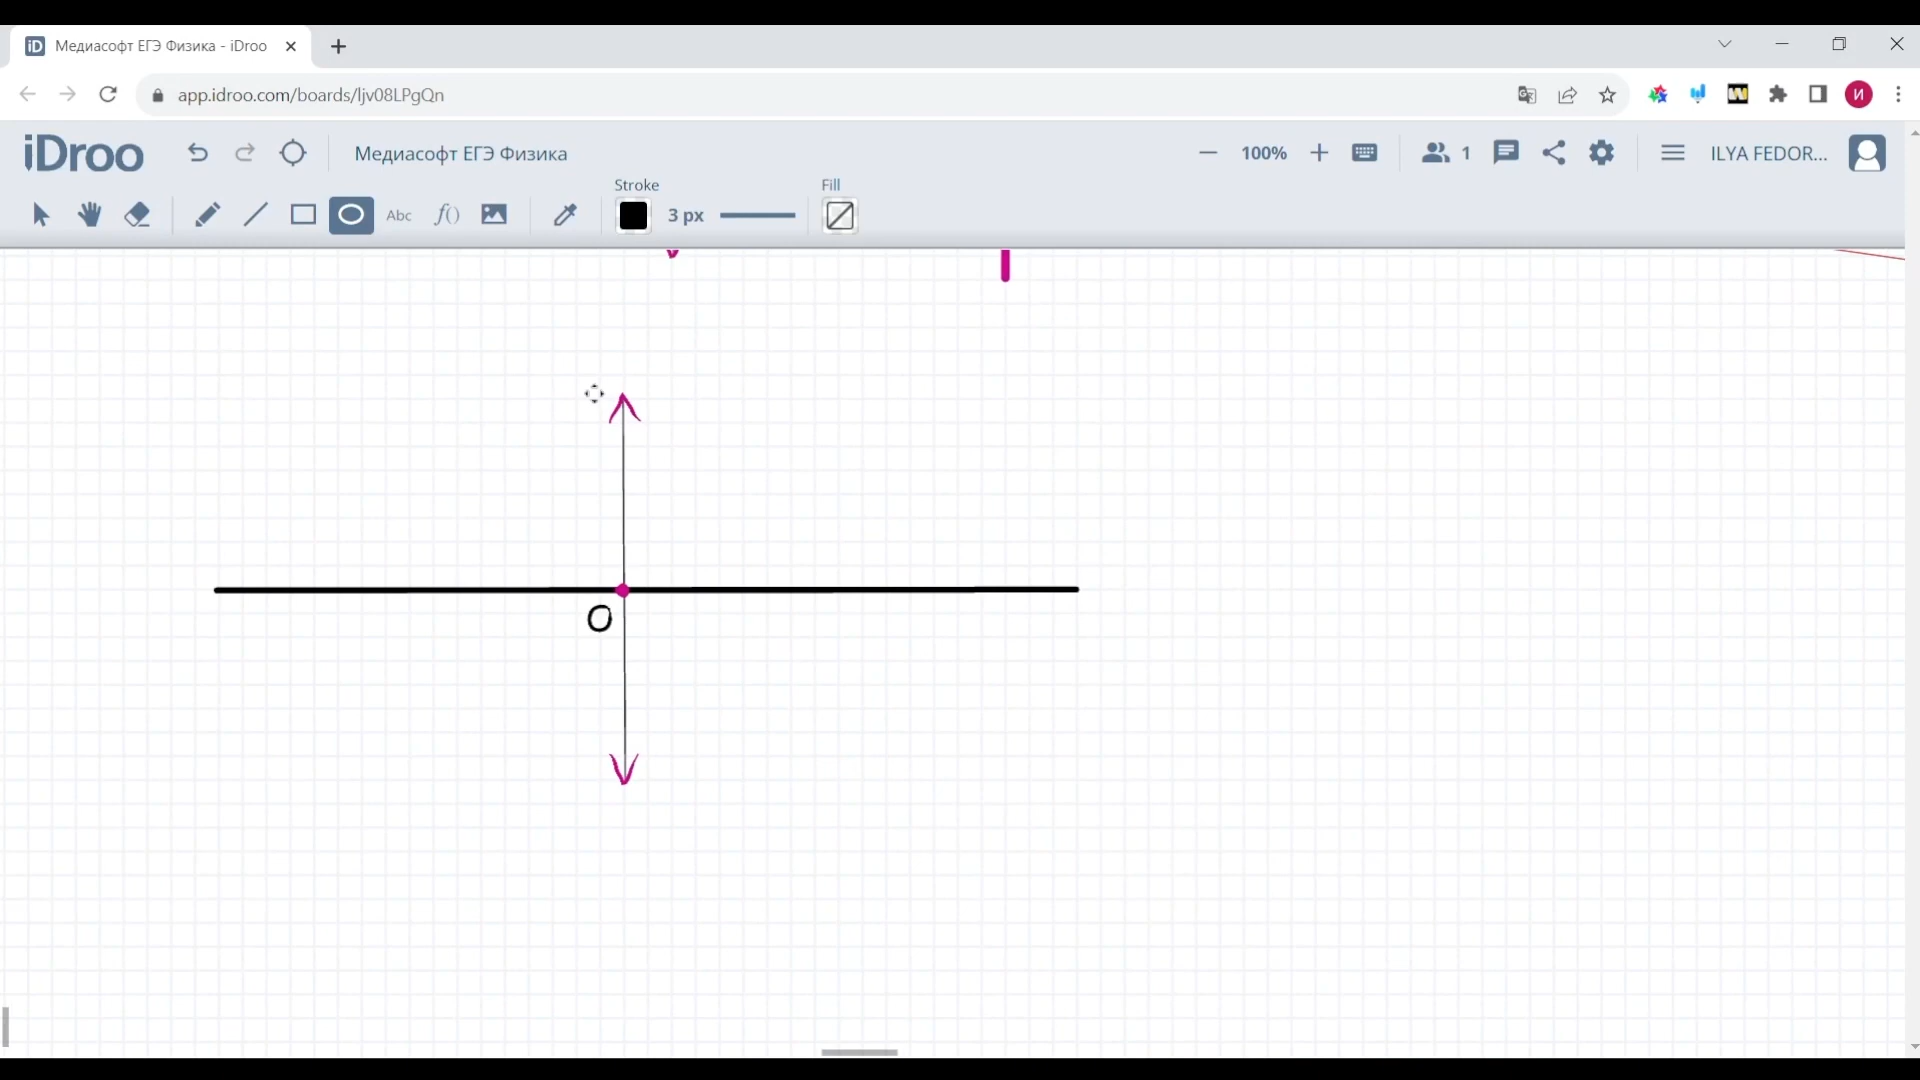 Медиасофт ЕГЭ Физика - iDroo
app.idroo.com/boards/ljv08LPgQn
И
iDroo
Медиасофт ЕГЭ Физика
100%
1
ILYA FEDOR...
Abc
f()
Stroke
3 px
Fill
O